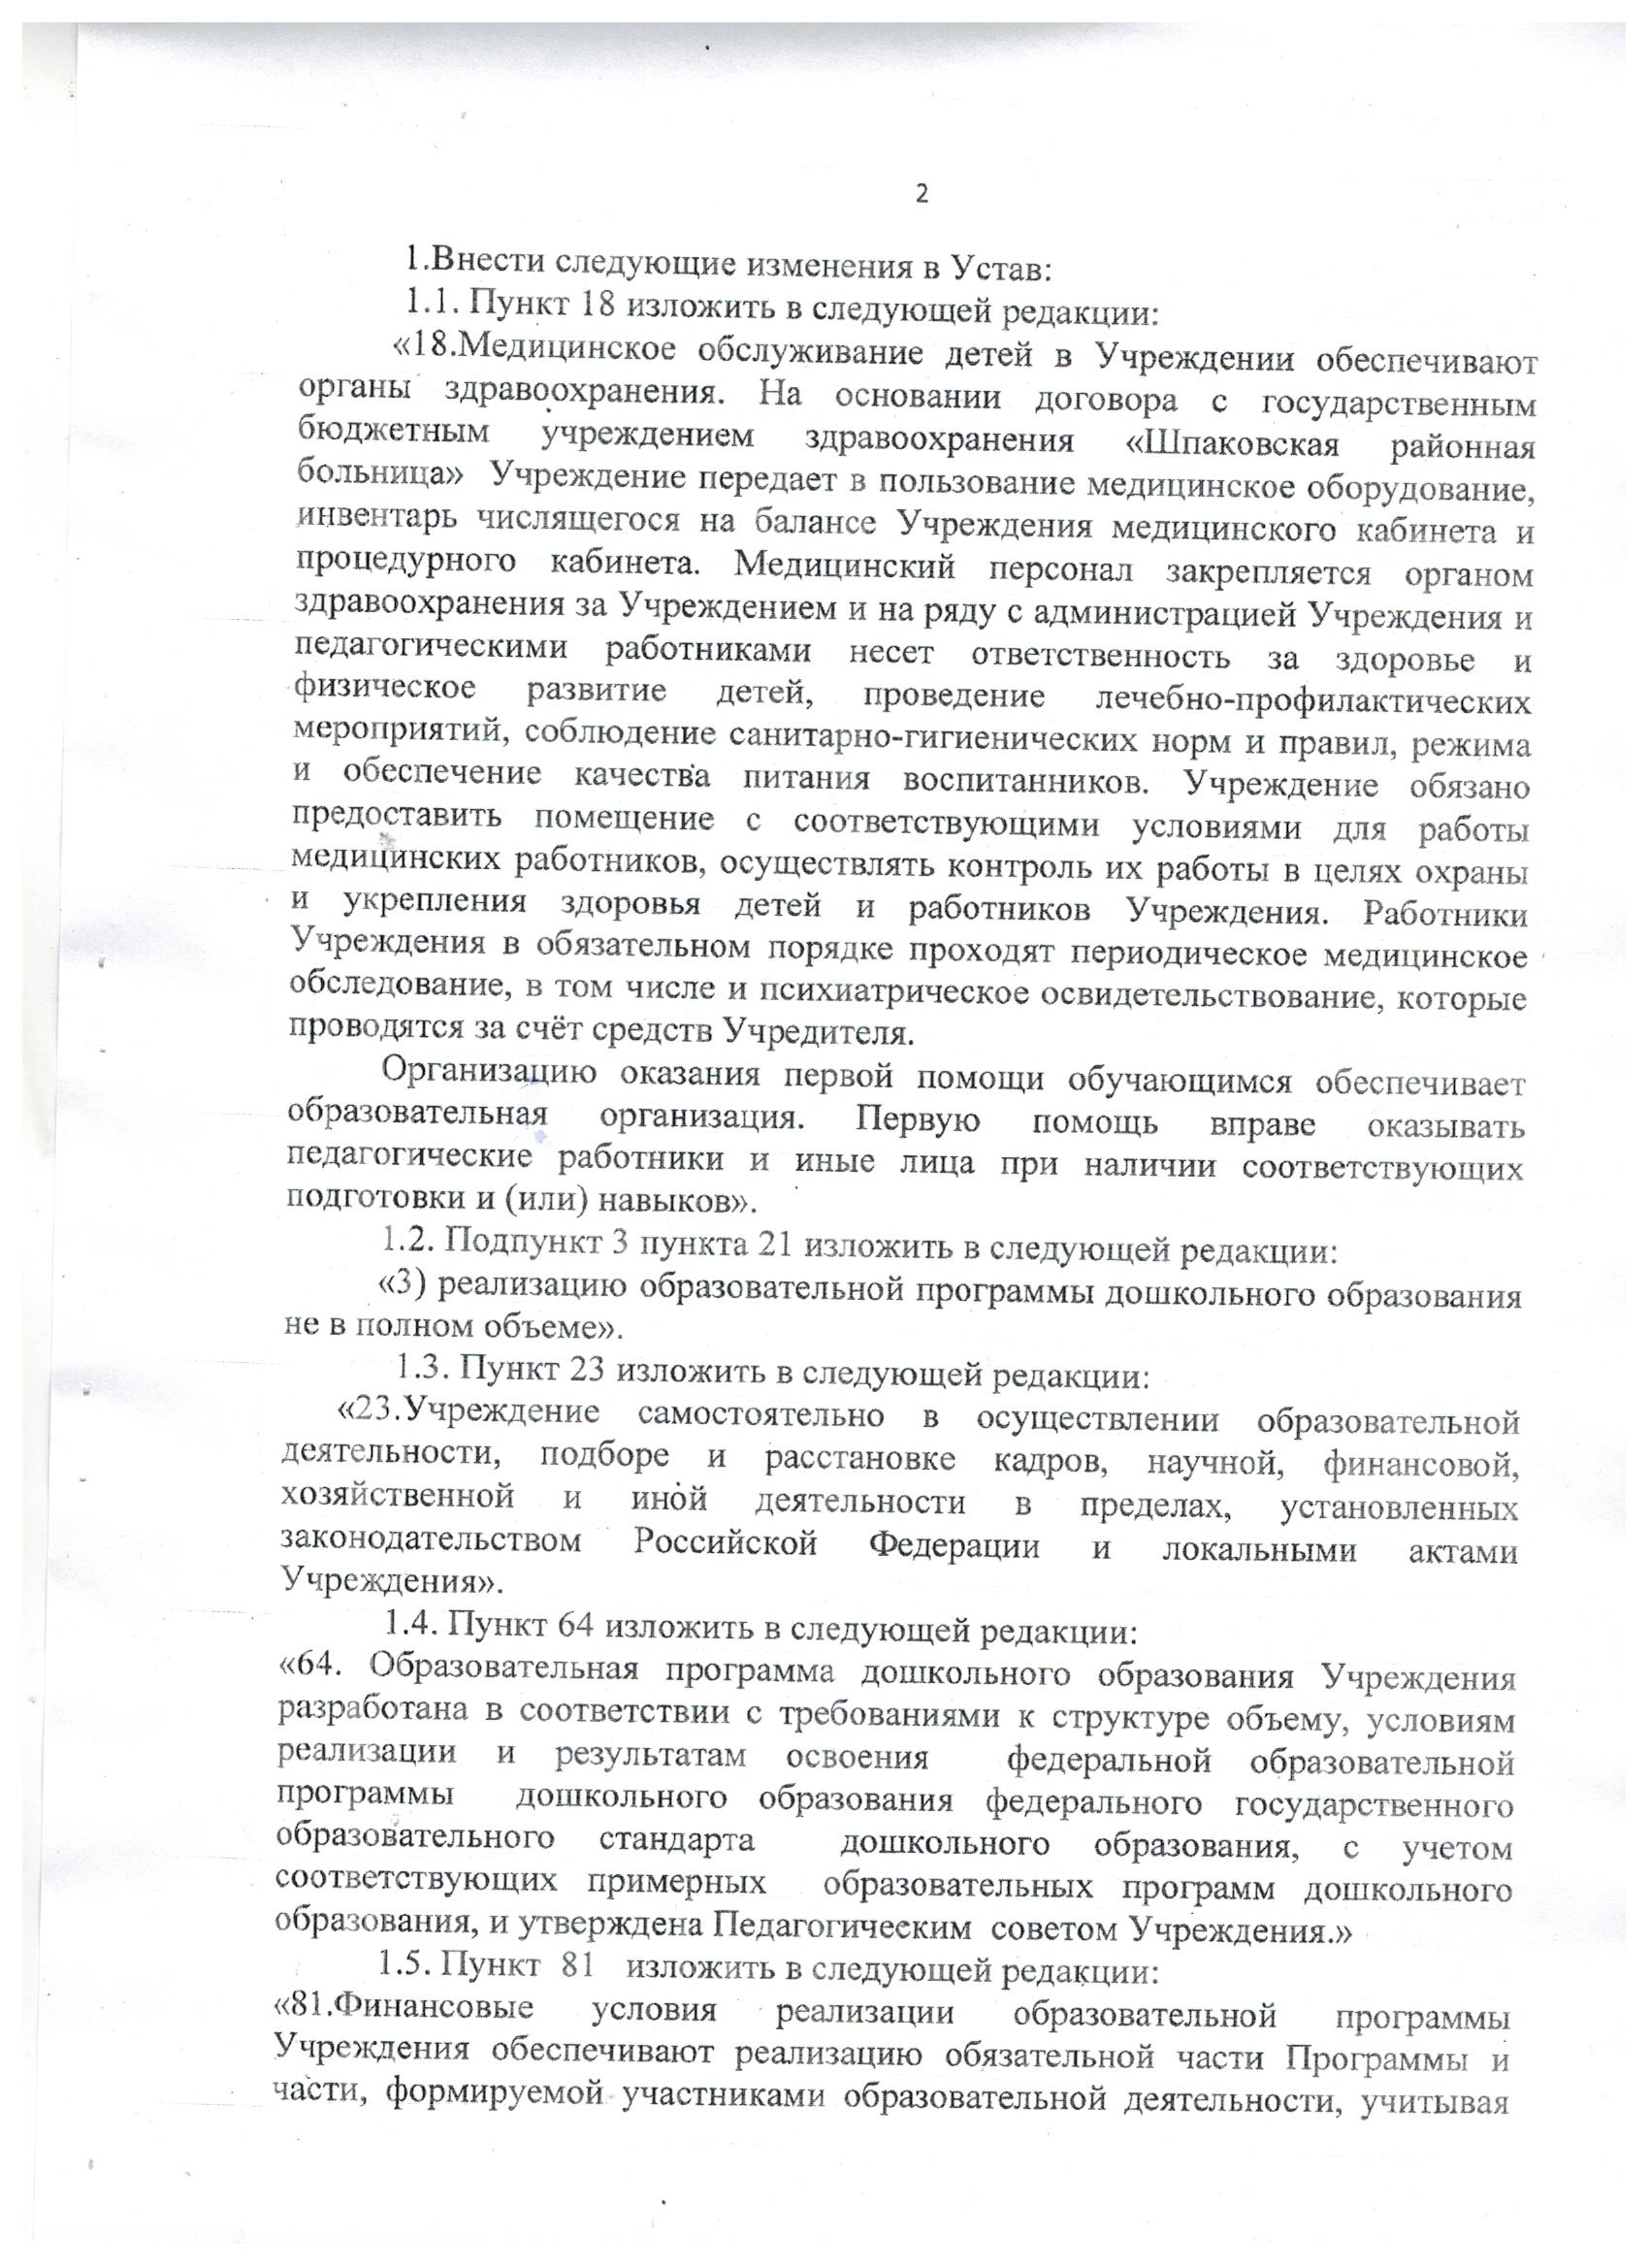 2
1.Внести следующие изменения в Устав:
1.1. Пункт 18 изложить в следующей редакции:
«18.Медицинское обслуживание детей в Учреждении обеспечивают
органы здравоохранения. На основании договора с государственным
бюджетным учреждением здравоохранения «Шпаковская районная
больница» Учреждение передает в пользование медицинское оборудование,
инвентарь числящегося на балансе Учреждения медицинского кабинета и
процедурного кабинета. Медицинский персонал закрепляется органом
здравоохранения за Учреждением и на ряду с администрацией Учреждения и
педагогическими работниками несет ответственность за здоровье и
физическое развитие детей, проведение лечебно-профилактических
мероприятий, соблюдение санитарно-гигиенических норм и правил, режима
и обеспечение качества питания воспитанников. Учреждение обязано
предоставить помещение с соответствующими условиями для работы
медицинских работников, осуществлять контроль их работы в целях охраны
и укрепления здоровья детей и работников Учреждения. Работники
Учреждения в обязательном порядке проходят периодическое медицинское
обследование, в том числе и психиатрическое освидетельствование, которые
проводятся за счёт средств Учредителя.
Организацию оказания первой помощи обучающимся обеспечивает
образовательная организация. Первую помощь вправе оказывать
педагогические работники и иные лица при наличии соответствующих
подготовки и (или) навыков».
1.2. Подпункт 3 пункта 21 изложить в следующей редакции:
«3) реализацию образовательной программы дошкольного образования
не в полном объеме».
1.3. Пункт 23 изложить в следующей редакции:
«23.Учреждение самостоятельно в осуществлении образовательной
деятельности, подборе и расстановке кадров, научной, финансовой,
хозяйственной и иной деятельности в пределах, установленных
законодательством Российской Федерации и локальными актами
Учреждения».
1.4. Пункт 64 изложить в следующей редакции:
«64. Образовательная программа дошкольного образования Учреждения
разработана в соответствии с требованиями к структуре объему, условиям
реализации и результатам освоения федеральной образовательной
программы дошкольного образования федерального государственного
образовательного стандарта дошкольного образования, с учетом
соответствующих примерных образовательных программ дошкольного
образования, и утверждена Педагогическим советом Учреждения.»
1.5. Пункт 81 изложить в следующей редакции:
«81.Финансовые условия реализации образовательной программы
Учреждения обеспечивают реализацию обязательной части Программы и
части, формируемой участниками образовательной деятельности, учитывая